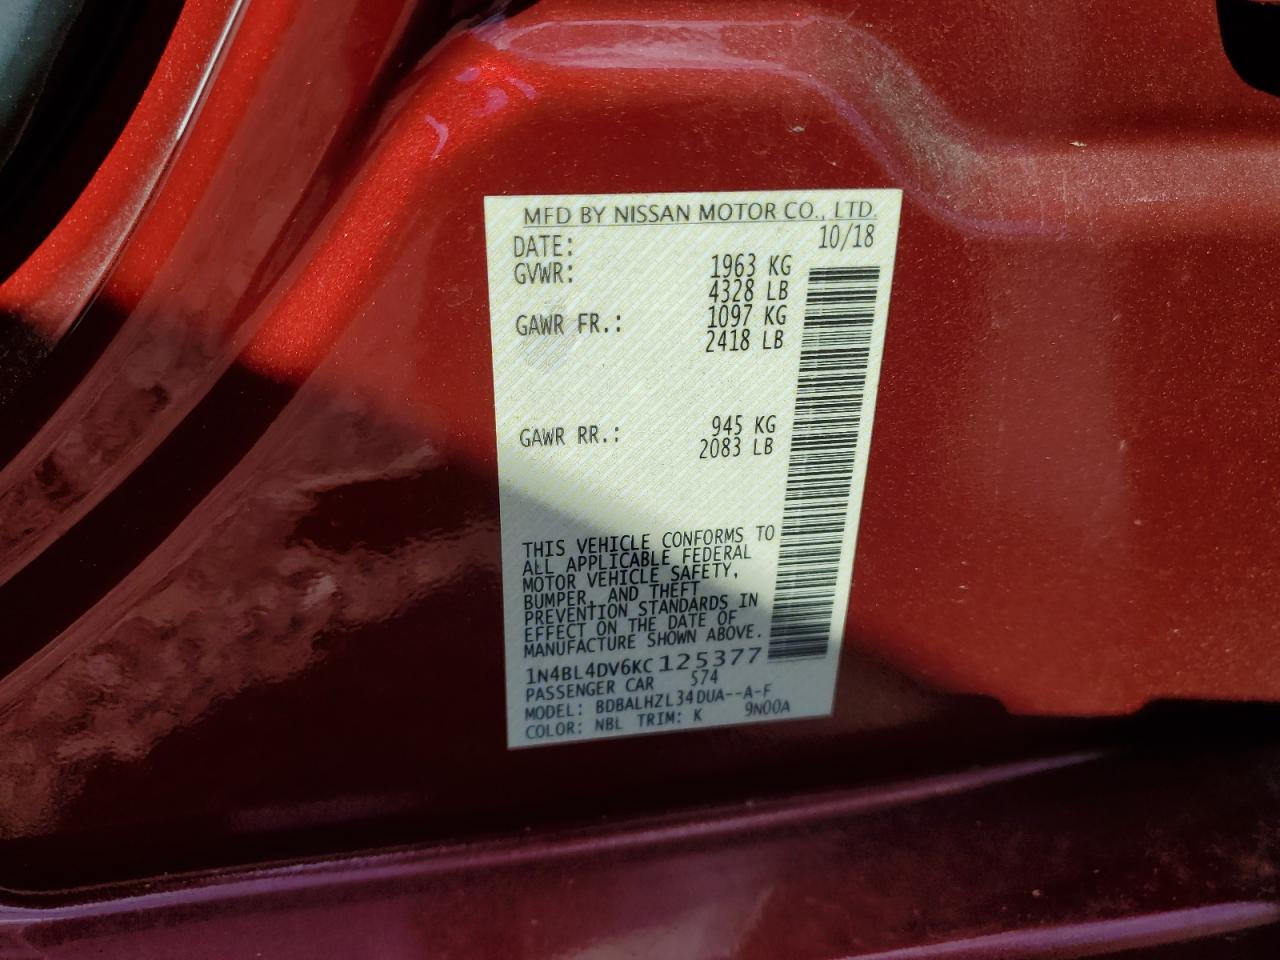 MFD BY NISSAN MOTOR CO., LTD.
DATE: 10/18
GVWR: 1963 KG
4328 LB
GAWR FR.: 1097 KG
2418 LB
GAWR RR.: 945 KG
2083 LB
THIS VEHICLE CONFORMS TO
ALL APPLICABLE FEDERAL
MOTOR VEHICLE SAFETY,
BUMPER, AND THEFT
PREVENTION STANDARDS IN
EFFECT ON THE DATE OF
MANUFACTURE SHOWN ABOVE.
1N4BL4DV6KC125377
PASSENGER CAR 574
MODEL: BDBALHZL34DUA--A-F
COLOR: NBL TRIM: K 9N00A